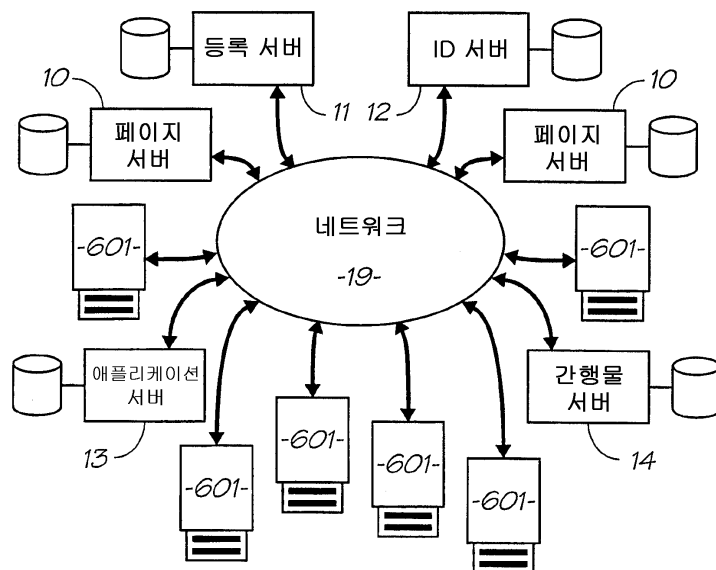 등록 서버
ID 서버
10
11
12
10
페이지
서버
페이지
서버
네트워크
-19-
-601-
-601-
애플리케이션
서버
간행물
서버
13
14
-601-
-601-
-601-
-601-